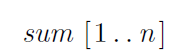 sum [1 . . n]